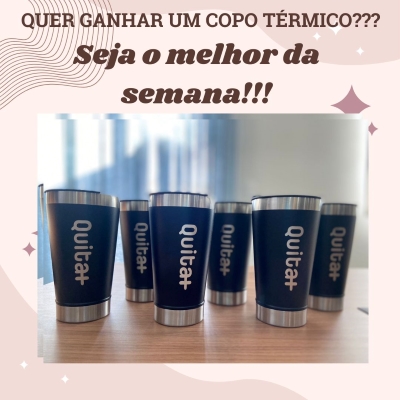 QUER GANHAR UM COPO TÉRMICO???
Seja o melhor da
semana!!!
Quita+
Quita+
Quita+
Quita+
Quita+
Quita+